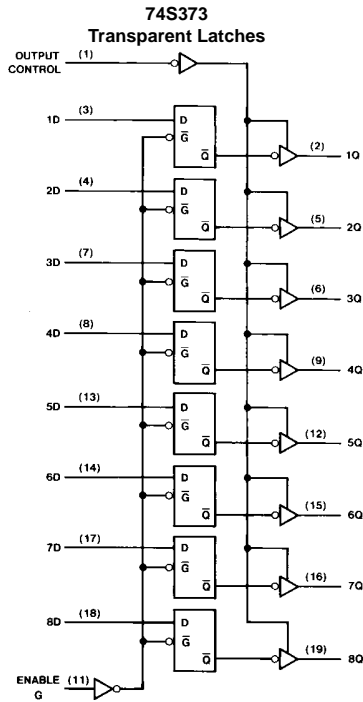 74S373
Transparent Latches
OUTPUT
CONTROL (1)
1D (3) D
G̅
Q̅ (2) 1Q
2D (4) D
G̅
Q̅ (5) 2Q
3D (7) D
G̅
Q̅ (6) 3Q
4D (8) D
G̅
Q̅ (9) 4Q
5D (13) D
G̅
Q̅ (12) 5Q
6D (14) D
G̅
Q̅ (15) 6Q
7D (17) D
G̅
Q̅ (16) 7Q
8D (18) D
G̅
Q̅ (19) 8Q
ENABLE (11)
G